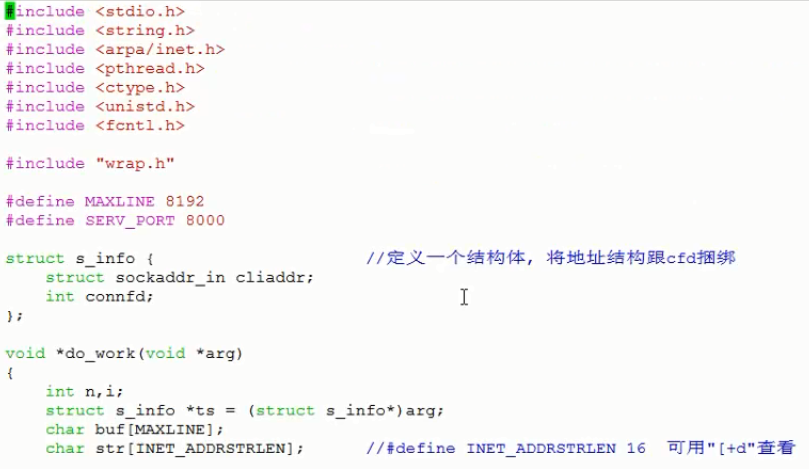 #include <stdio.h>
#include <string.h>
#include <arpa/inet.h>
#include <pthread.h>
#include <ctype.h>
#include <unistd.h>
#include <fcntl.h>
#include "wrap.h"
#define MAXLINE 8192
#define SERV_PORT 8000
struct s_info { //定义一个结构体, 将地址结构跟cfd捆绑
struct sockaddr_in cliaddr;
int connfd;
};
void *do_work(void *arg)
{
int n,i;
struct s_info *ts = (struct s_info*)arg;
char buf[MAXLINE];
char str[INET_ADDRSTRLEN]; //#define INET_ADDRSTRLEN 16 可用"[+d"查看